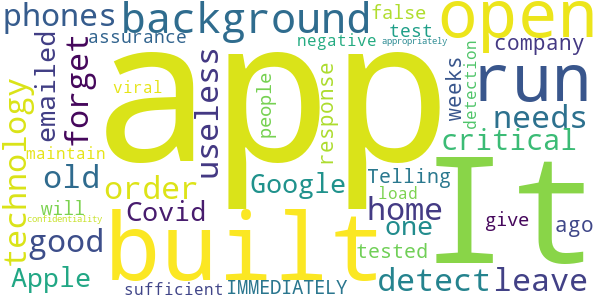 phones
background
false
open
assurance
test
negative
appropriately
company
emailed
forget
app
run
viral
useless
people
response
weeks
detection
needs
technology
maintain
critical
old
order
Google
Telling
load
will
Covid
home
It
confidentiality
built
one
give
ago
good
tested
Apple
detect
leave
sufficient
IMMEDIATELY